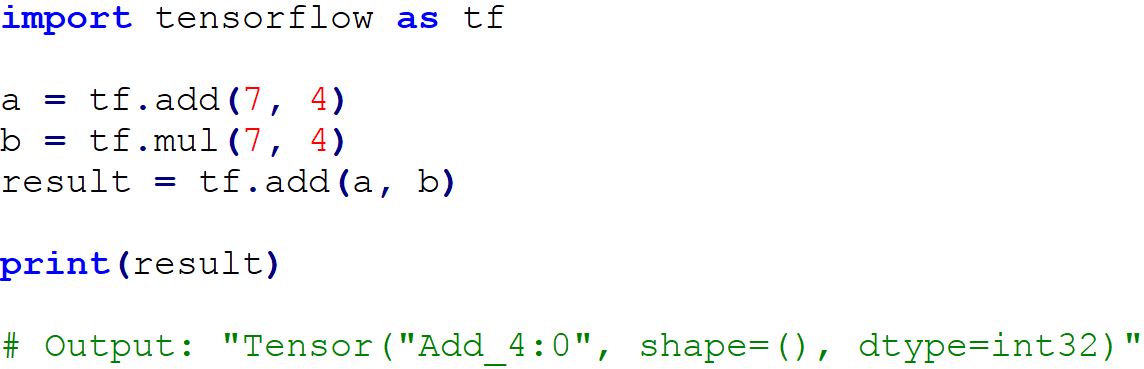 import tensorflow as tf
a = tf.add(7, 4)
b = tf.mul(7, 4)
result = tf.add(a, b)
print(result)
# Output: "Tensor("Add_4:0", shape=(), dtype=int32)"